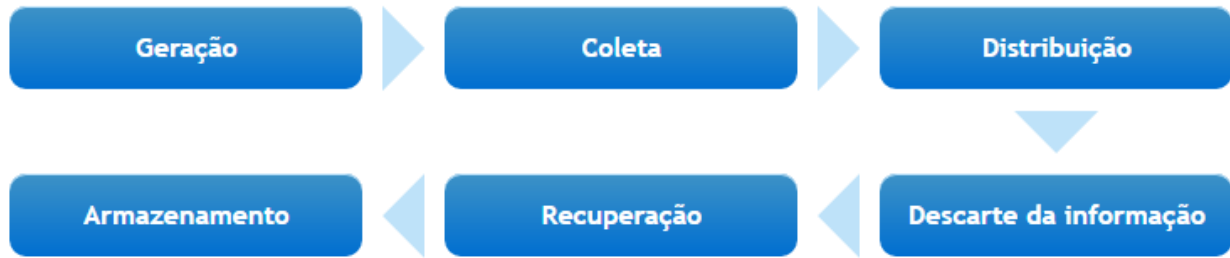 Geração
Coleta
Distribuição
Descarte da informação
Recuperação
Armazenamento